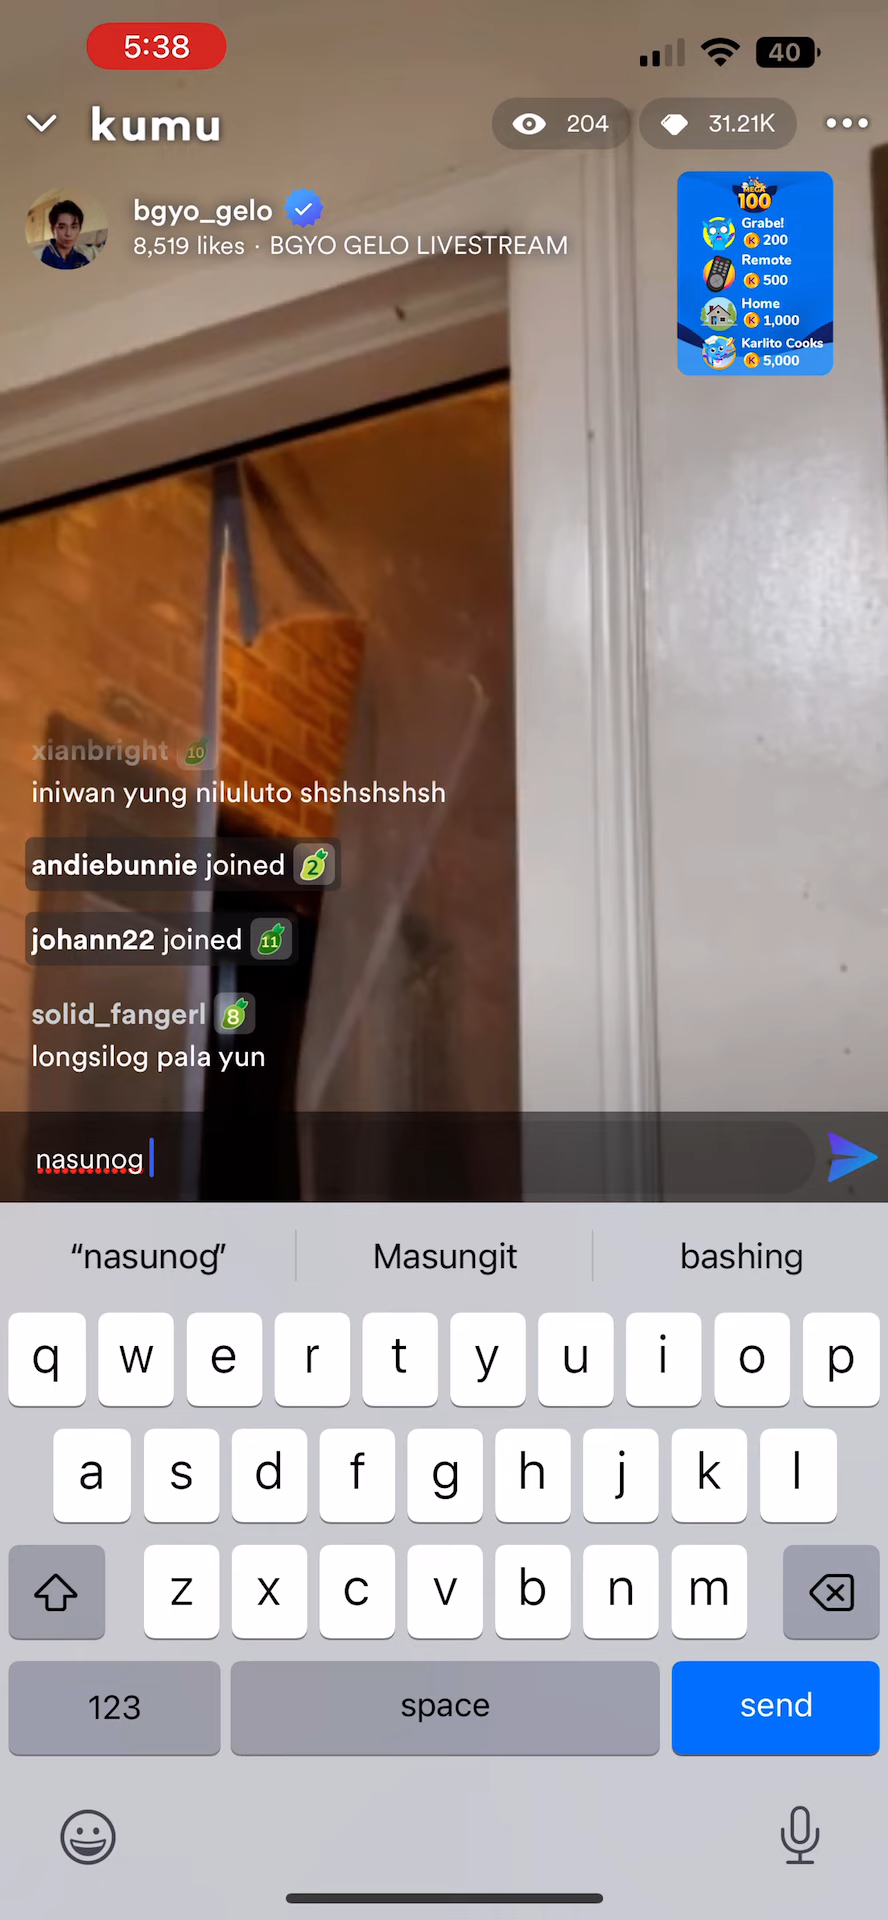 5:38
40
kumu
204
31.21K
bgyo_gelo
8,519 likes · BGYO GELO LIVESTREAM
MEGA
100
Grabe!
K 200
Remote
K 500
Home
K 1,000
Karlito Cooks
K 5,000
xianbright 10
iniwan yung niluluto shshshshsh
andiebunnie joined 2
johann22 joined 11
solid_fangerl 8
longsilog pala yun
nasunog
“nasunog” Masungit bashing
q w e r t y u i o p
a s d f g h j k l
z x c v b n m
123 space send